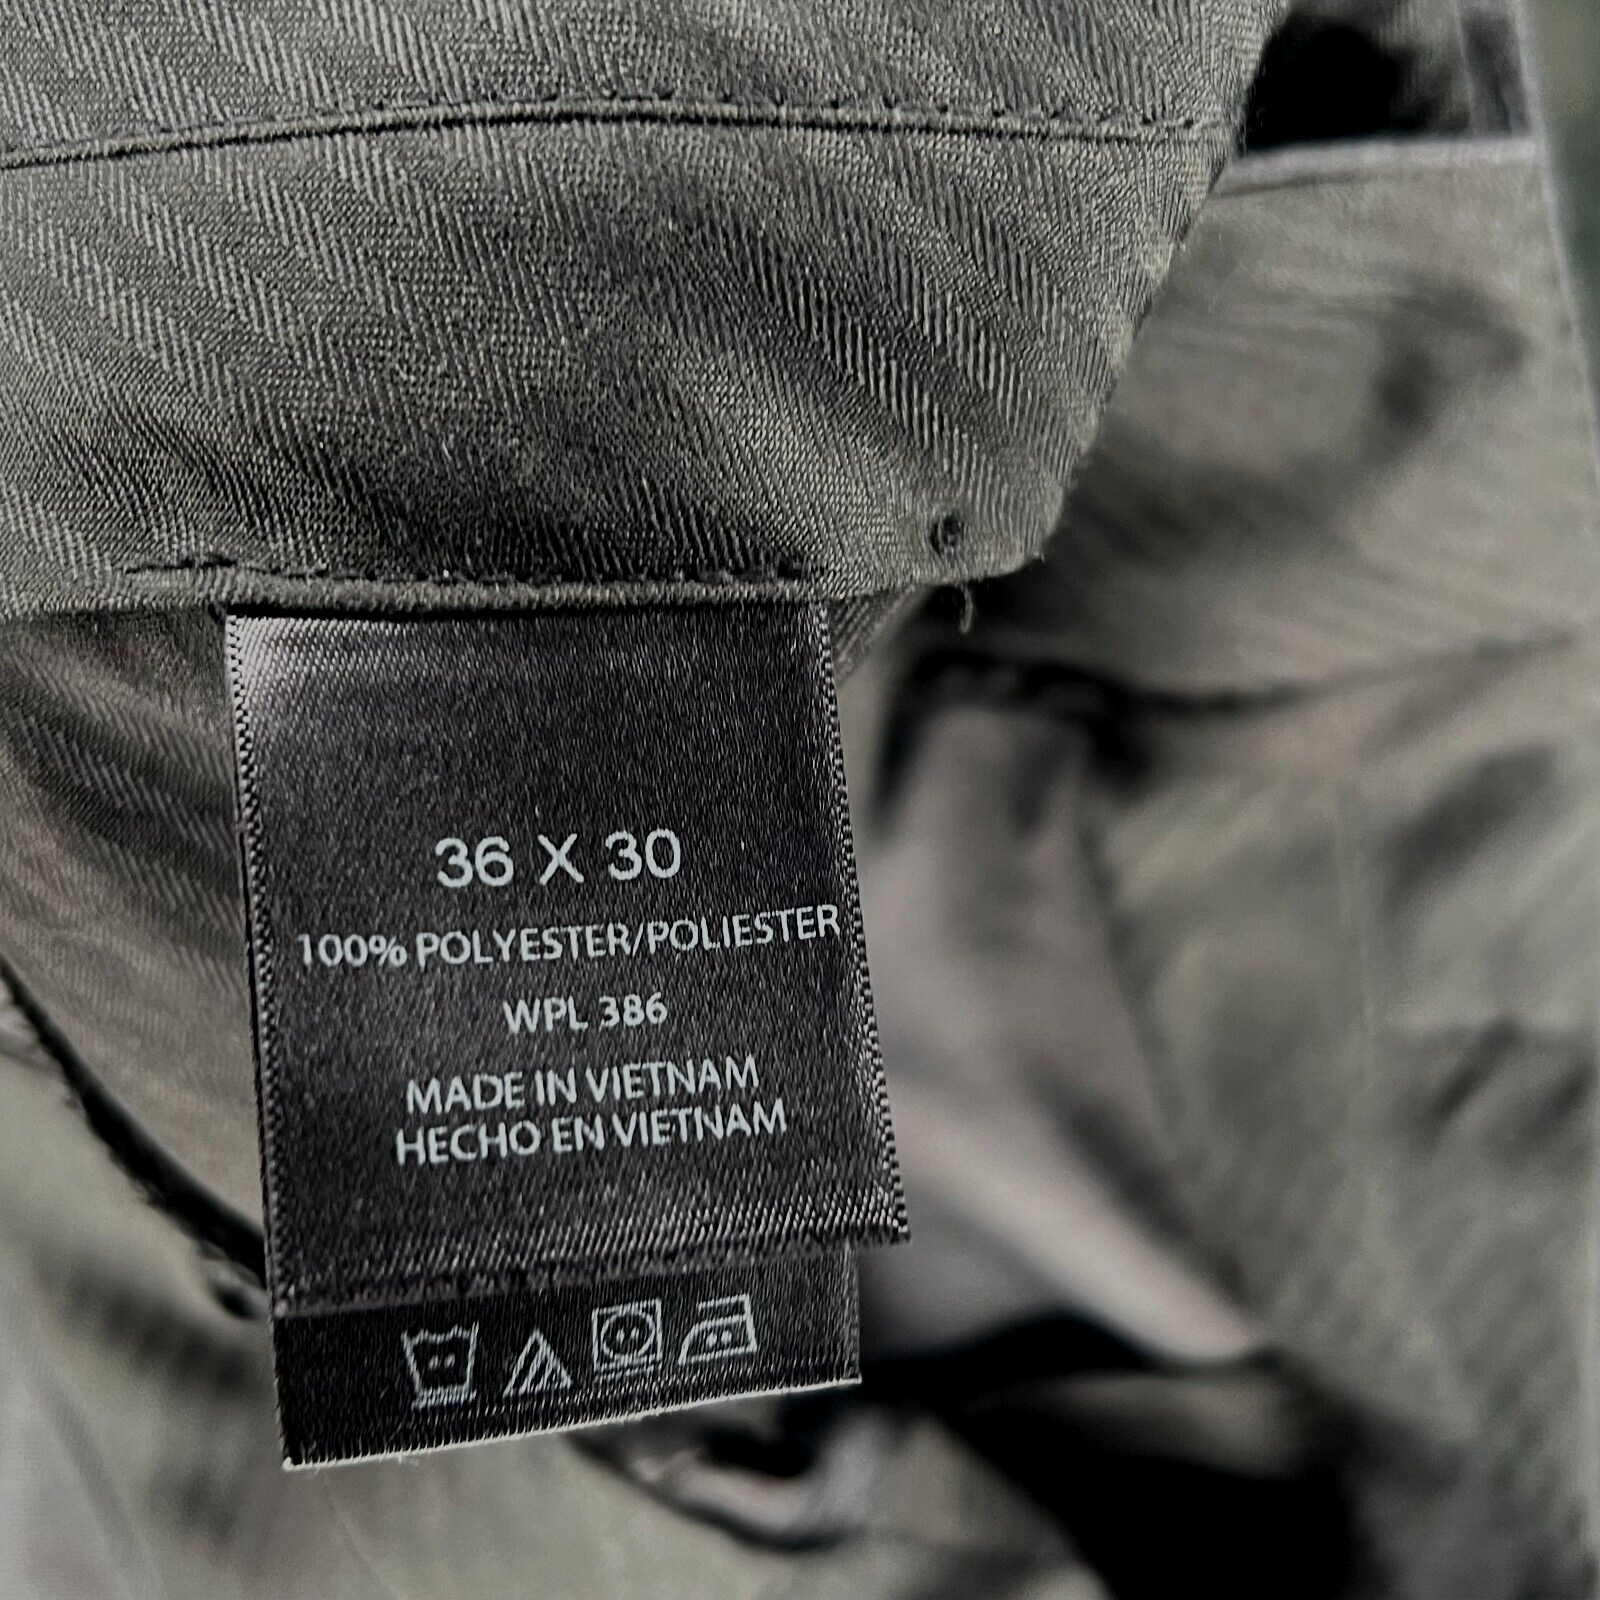 36 X 30
100% POLYESTER/POLIESTER
WPL 386
MADE IN VIETNAM
HECHO EN VIETNAM